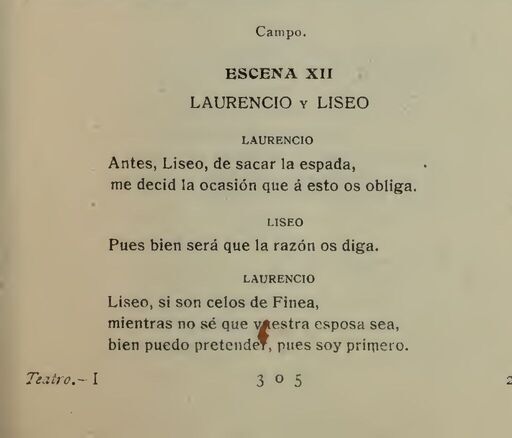 Campo.
ESCENA XII
LAURENCIO Y LISEO
LAURENCIO
Antes, Liseo, de sacar la espada,
me decid la ocasión que á esto os obliga.
LISEO
Pues bien será que la razón os diga.
LAURENCIO
Liseo, si son celos de Finea,
mientras no sé que vuestra esposa sea,
bien puedo pretender, pues soy primero.
Teatro.- I 305 2